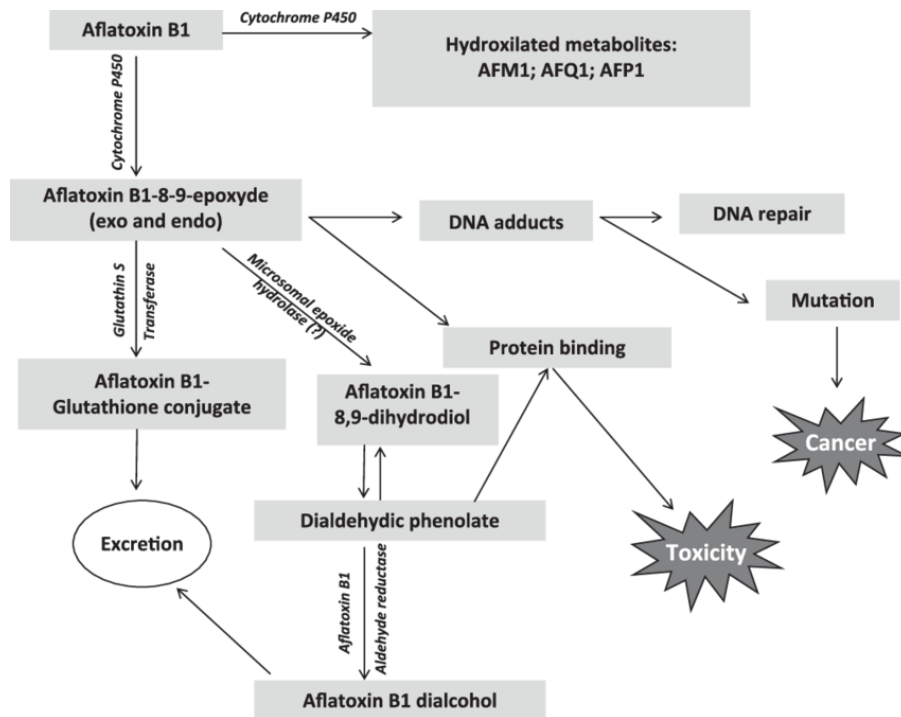 Aflatoxin B1
Cytochrome P450
Hydroxilated metabolites:
AFM1; AFQ1; AFP1
Cytochrome P450
Aflatoxin B1-8-9-epoxyde
(exo and endo)
DNA adducts
DNA repair
Glutathin S
Transferase
Microsomal epoxide
hydrolase (?)
Mutation
Protein binding
Aflatoxin B1-
Glutathione conjugate
Aflatoxin B1-
8,9-dihydrodiol
Cancer
Excretion
Dialdehydic phenolate
Toxicity
Aflatoxin B1
Aldehyde reductase
Aflatoxin B1 dialcohol